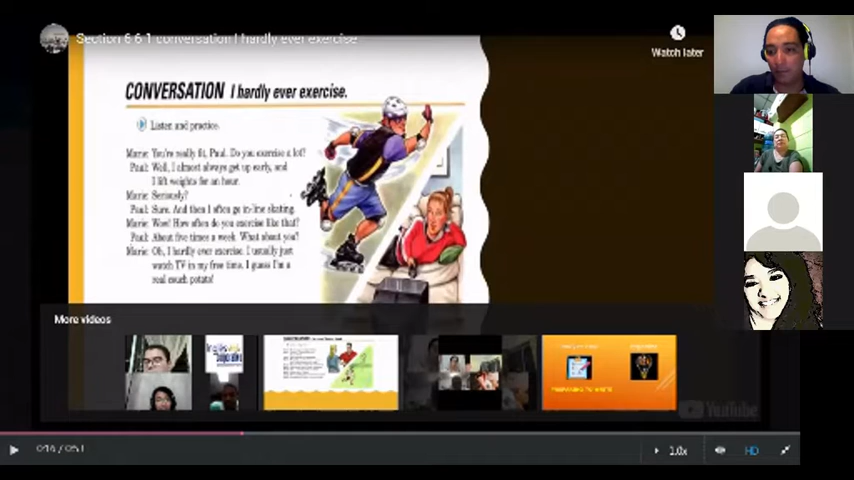 Section 6 6 1 conversation I hardly ever exercise
Watch later
CONVERSATION I hardly ever exercise.
Listen and practice.
Marie: You're really fit, Paul. Do you exercise a lot?
Paul: Well, I almost always get up early, and
I lift weights for an hour.
Marie: Seriously?
Paul: Sure. And then I often go in-line skating.
Marie: Wow! How often do you exercise like that?
Paul: About five times a week. What about you?
Marie: Oh, I hardly ever exercise. I usually just
watch TV in my free time. I guess I'm a
real couch potato!
More videos
CONVERSATION
YouTube
1.0x
HD